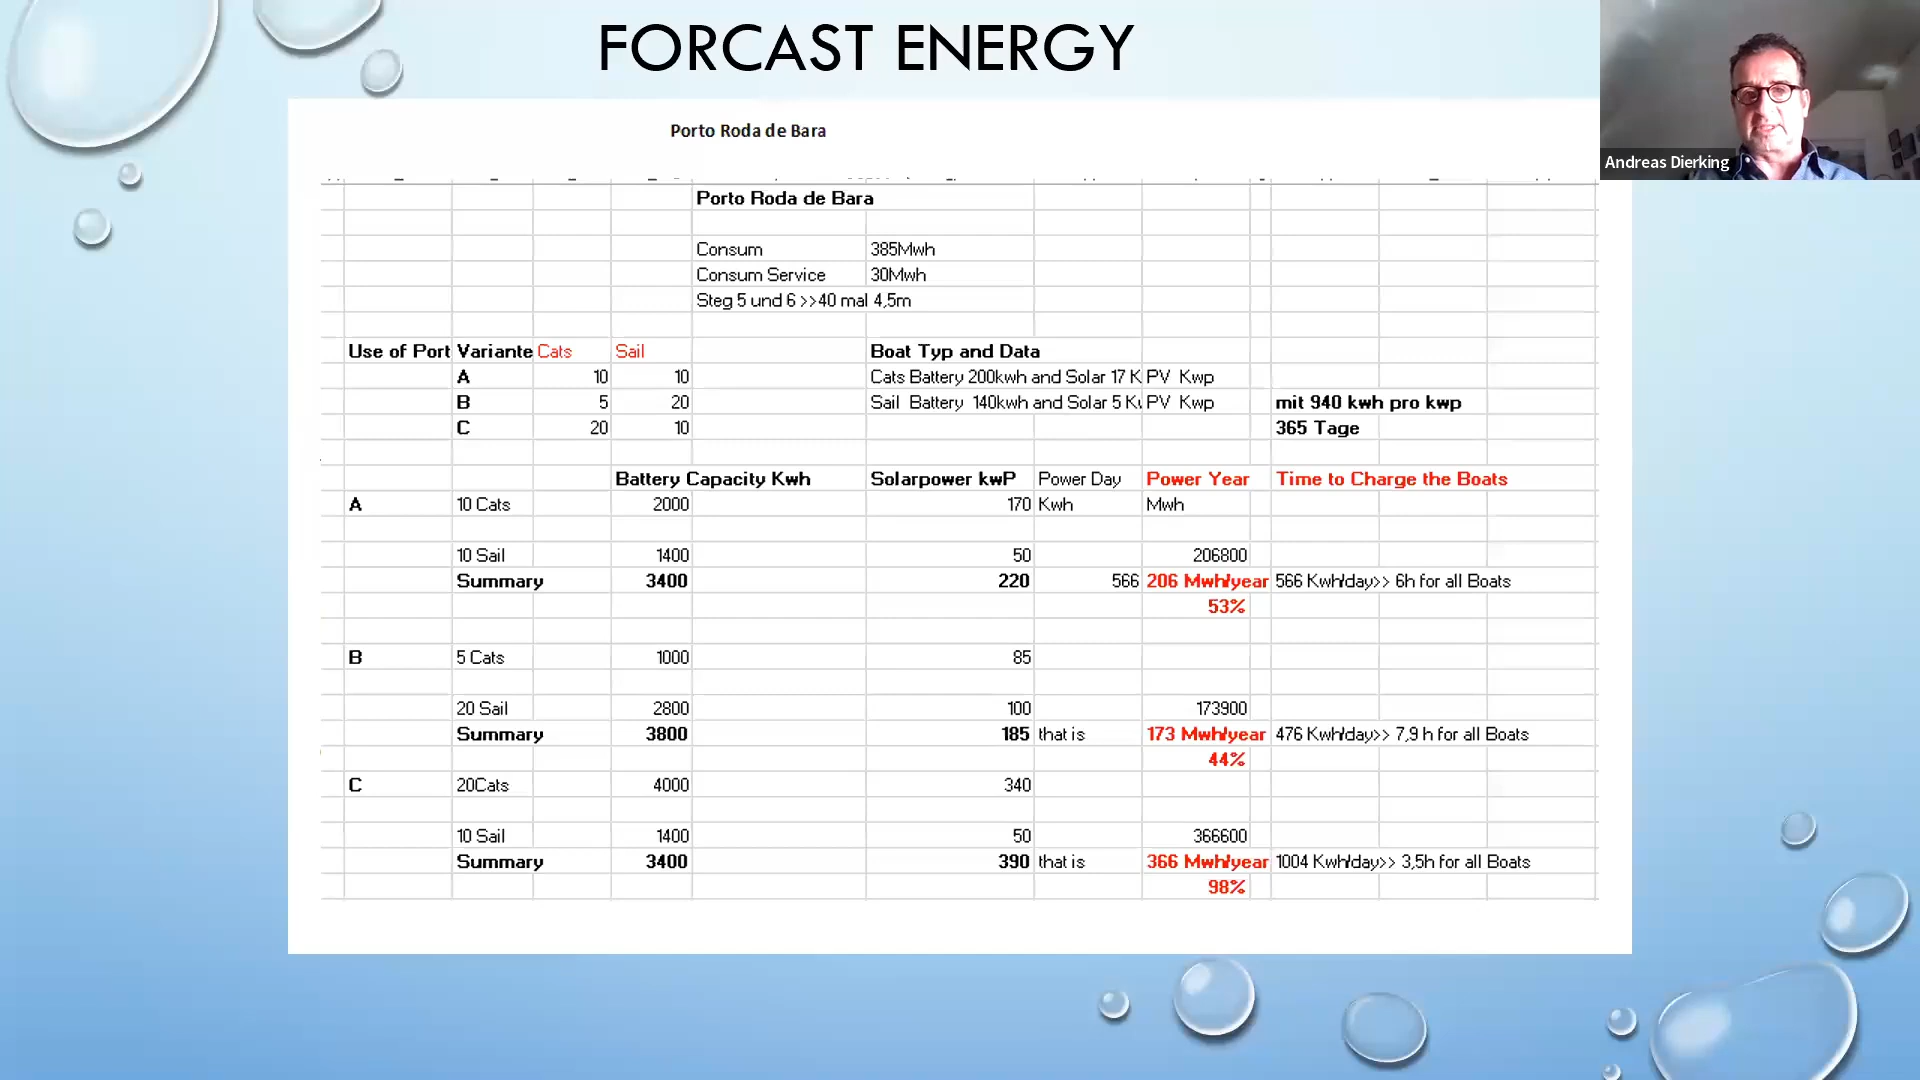 FORCAST ENERGY
Andreas Dierking
Porto Roda de Bara
Porto Roda de Bara
Consum 385Mwh
Consum Service 30Mwh
Steg 5 und 6 >>40 mal 4,5m
Use of Port Variante Cats Sail Boat Typ and Data
A 10 10 Cats Battery 200kwh and Solar 17 K PV Kwp
B 5 20 Sail Battery 140kwh and Solar 5 Kw PV Kwp mit 940 kwh pro kwp
C 20 10 365 Tage
Battery Capacity Kwh Solarpower kwP Power Day Power Year Time to Charge the Boats
A 10 Cats 2000 170 Kwh Mwh
10 Sail 1400 50 206800
Summary 3400 220 566 206 Mwh/year 566 Kwh/day>> 6h for all Boats
53%
B 5 Cats 1000 85
20 Sail 2800 100 173900
Summary 3800 185 that is 173 Mwh/year 476 Kwh/day>> 7,9 h for all Boats
44%
C 20Cats 4000 340
10 Sail 1400 50 366600
Summary 3400 390 that is 366 Mwh/year 1004 Kwh/day>> 3,5h for all Boats
98%